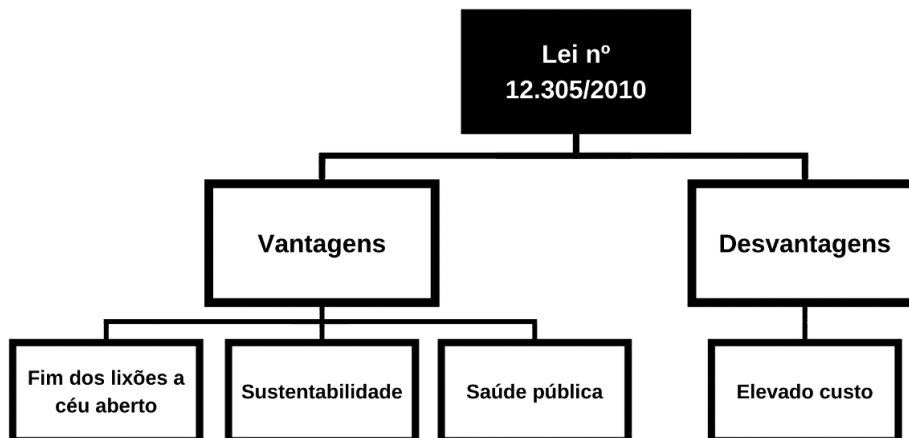 Lei nº
12.305/2010
Vantagens
Desvantagens
Fim dos lixões a
céu aberto
Sustentabilidade
Saúde pública
Elevado custo